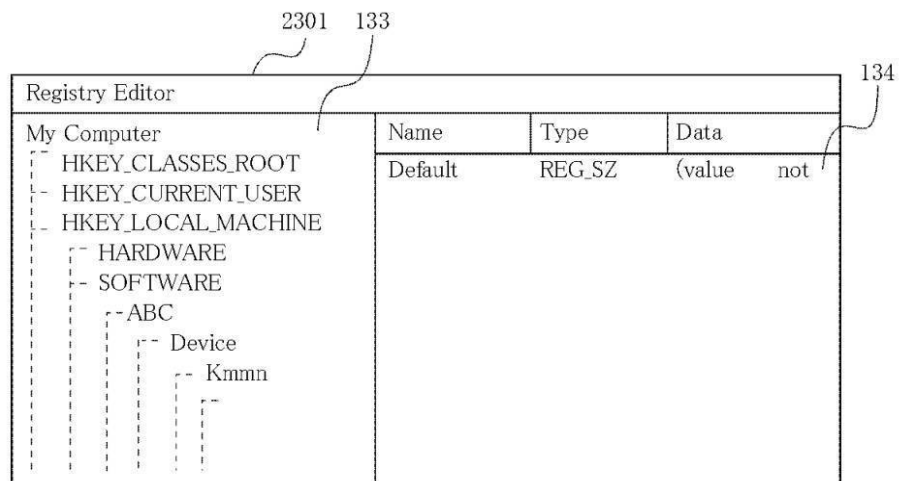 2301 133
134
Registry Editor
My Computer
HKEY_CLASSES_ROOT
HKEY_CURRENT_USER
HKEY_LOCAL_MACHINE
HARDWARE
SOFTWARE
ABC
Device
Kmmn
Name Type Data
Default REG_SZ (value not